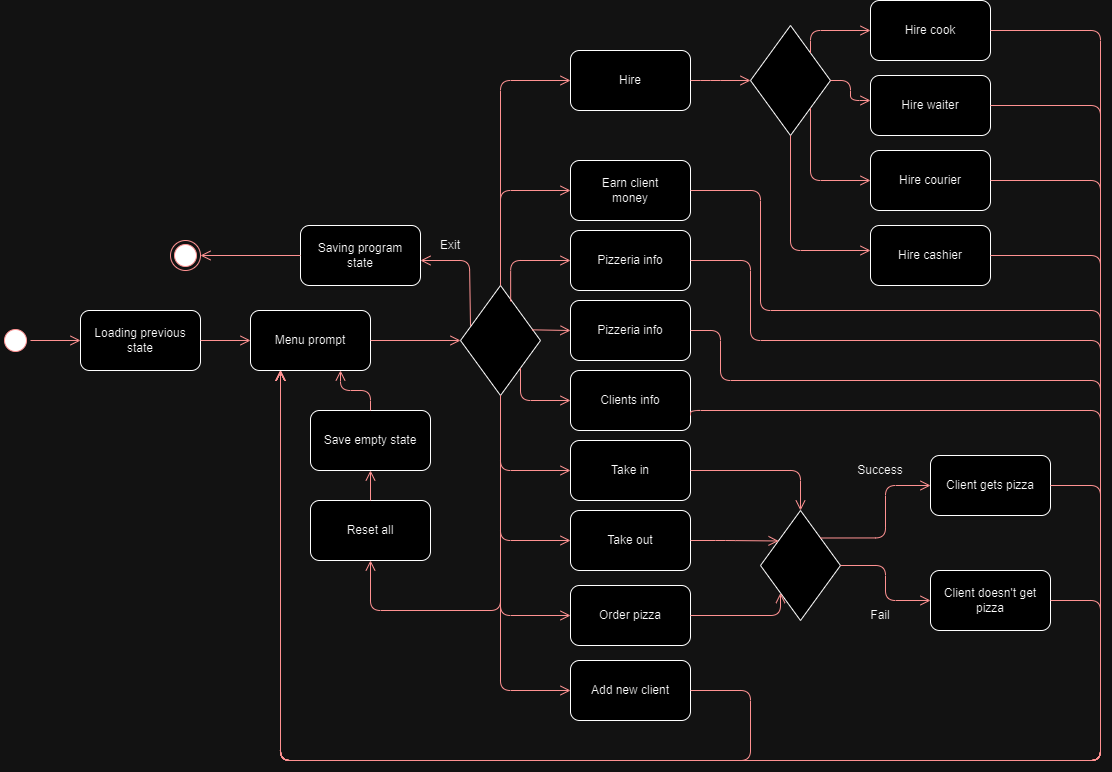 Hire cook
Hire
Hire waiter
Hire courier
Earn client
money
Exit
Saving program
state
Pizzeria info
Hire cashier
Loading previous
state
Menu prompt
Pizzeria info
Clients info
Save empty state
Take in
Success
Client gets pizza
Reset all
Take out
Client doesn't get
pizza
Order pizza
Fail
Add new client